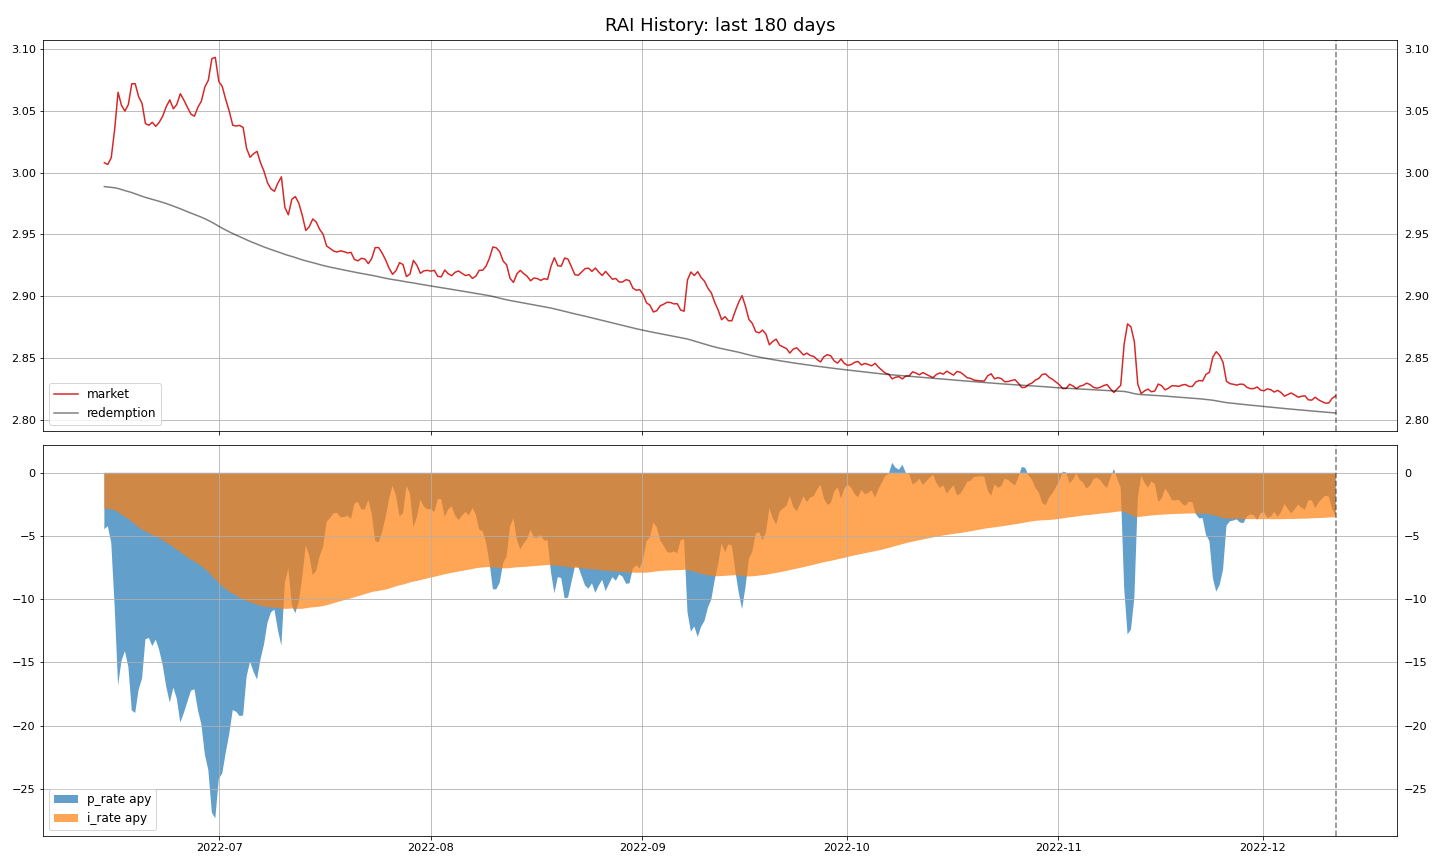 RAI History: last 180 days
3.10 3.10
3.05 3.05
3.00 3.00
2.95 2.95
2.90 2.90
2.85 2.85
2.80 2.80
market
redemption
0 0
−5 −5
−10 −10
−15 −15
−20 −20
−25 −25
p_rate apy
i_rate apy
2022-07 2022-08 2022-09 2022-10 2022-11 2022-12